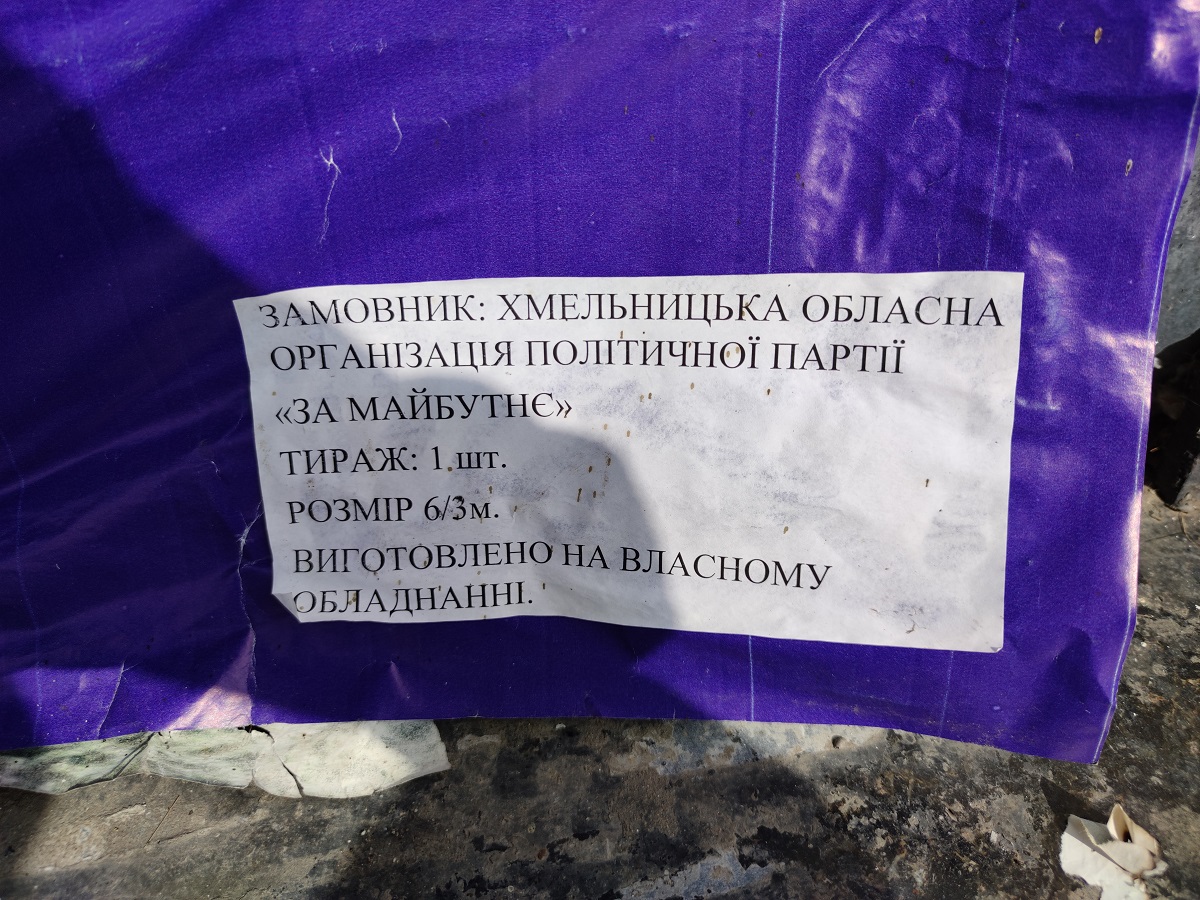 ЗАМОВНИК: ХМЕЛЬНИЦЬКА ОБЛАСНА
ОРГАНІЗАЦІЯ ПОЛІТИЧНОЇ ПАРТІЇ
«ЗА МАЙБУТНЄ»
ТИРАЖ: 1 шт.
РОЗМІР 6/3м.
ВИГОТОВЛЕНО НА ВЛАСНОМУ
ОБЛАДНАННІ.